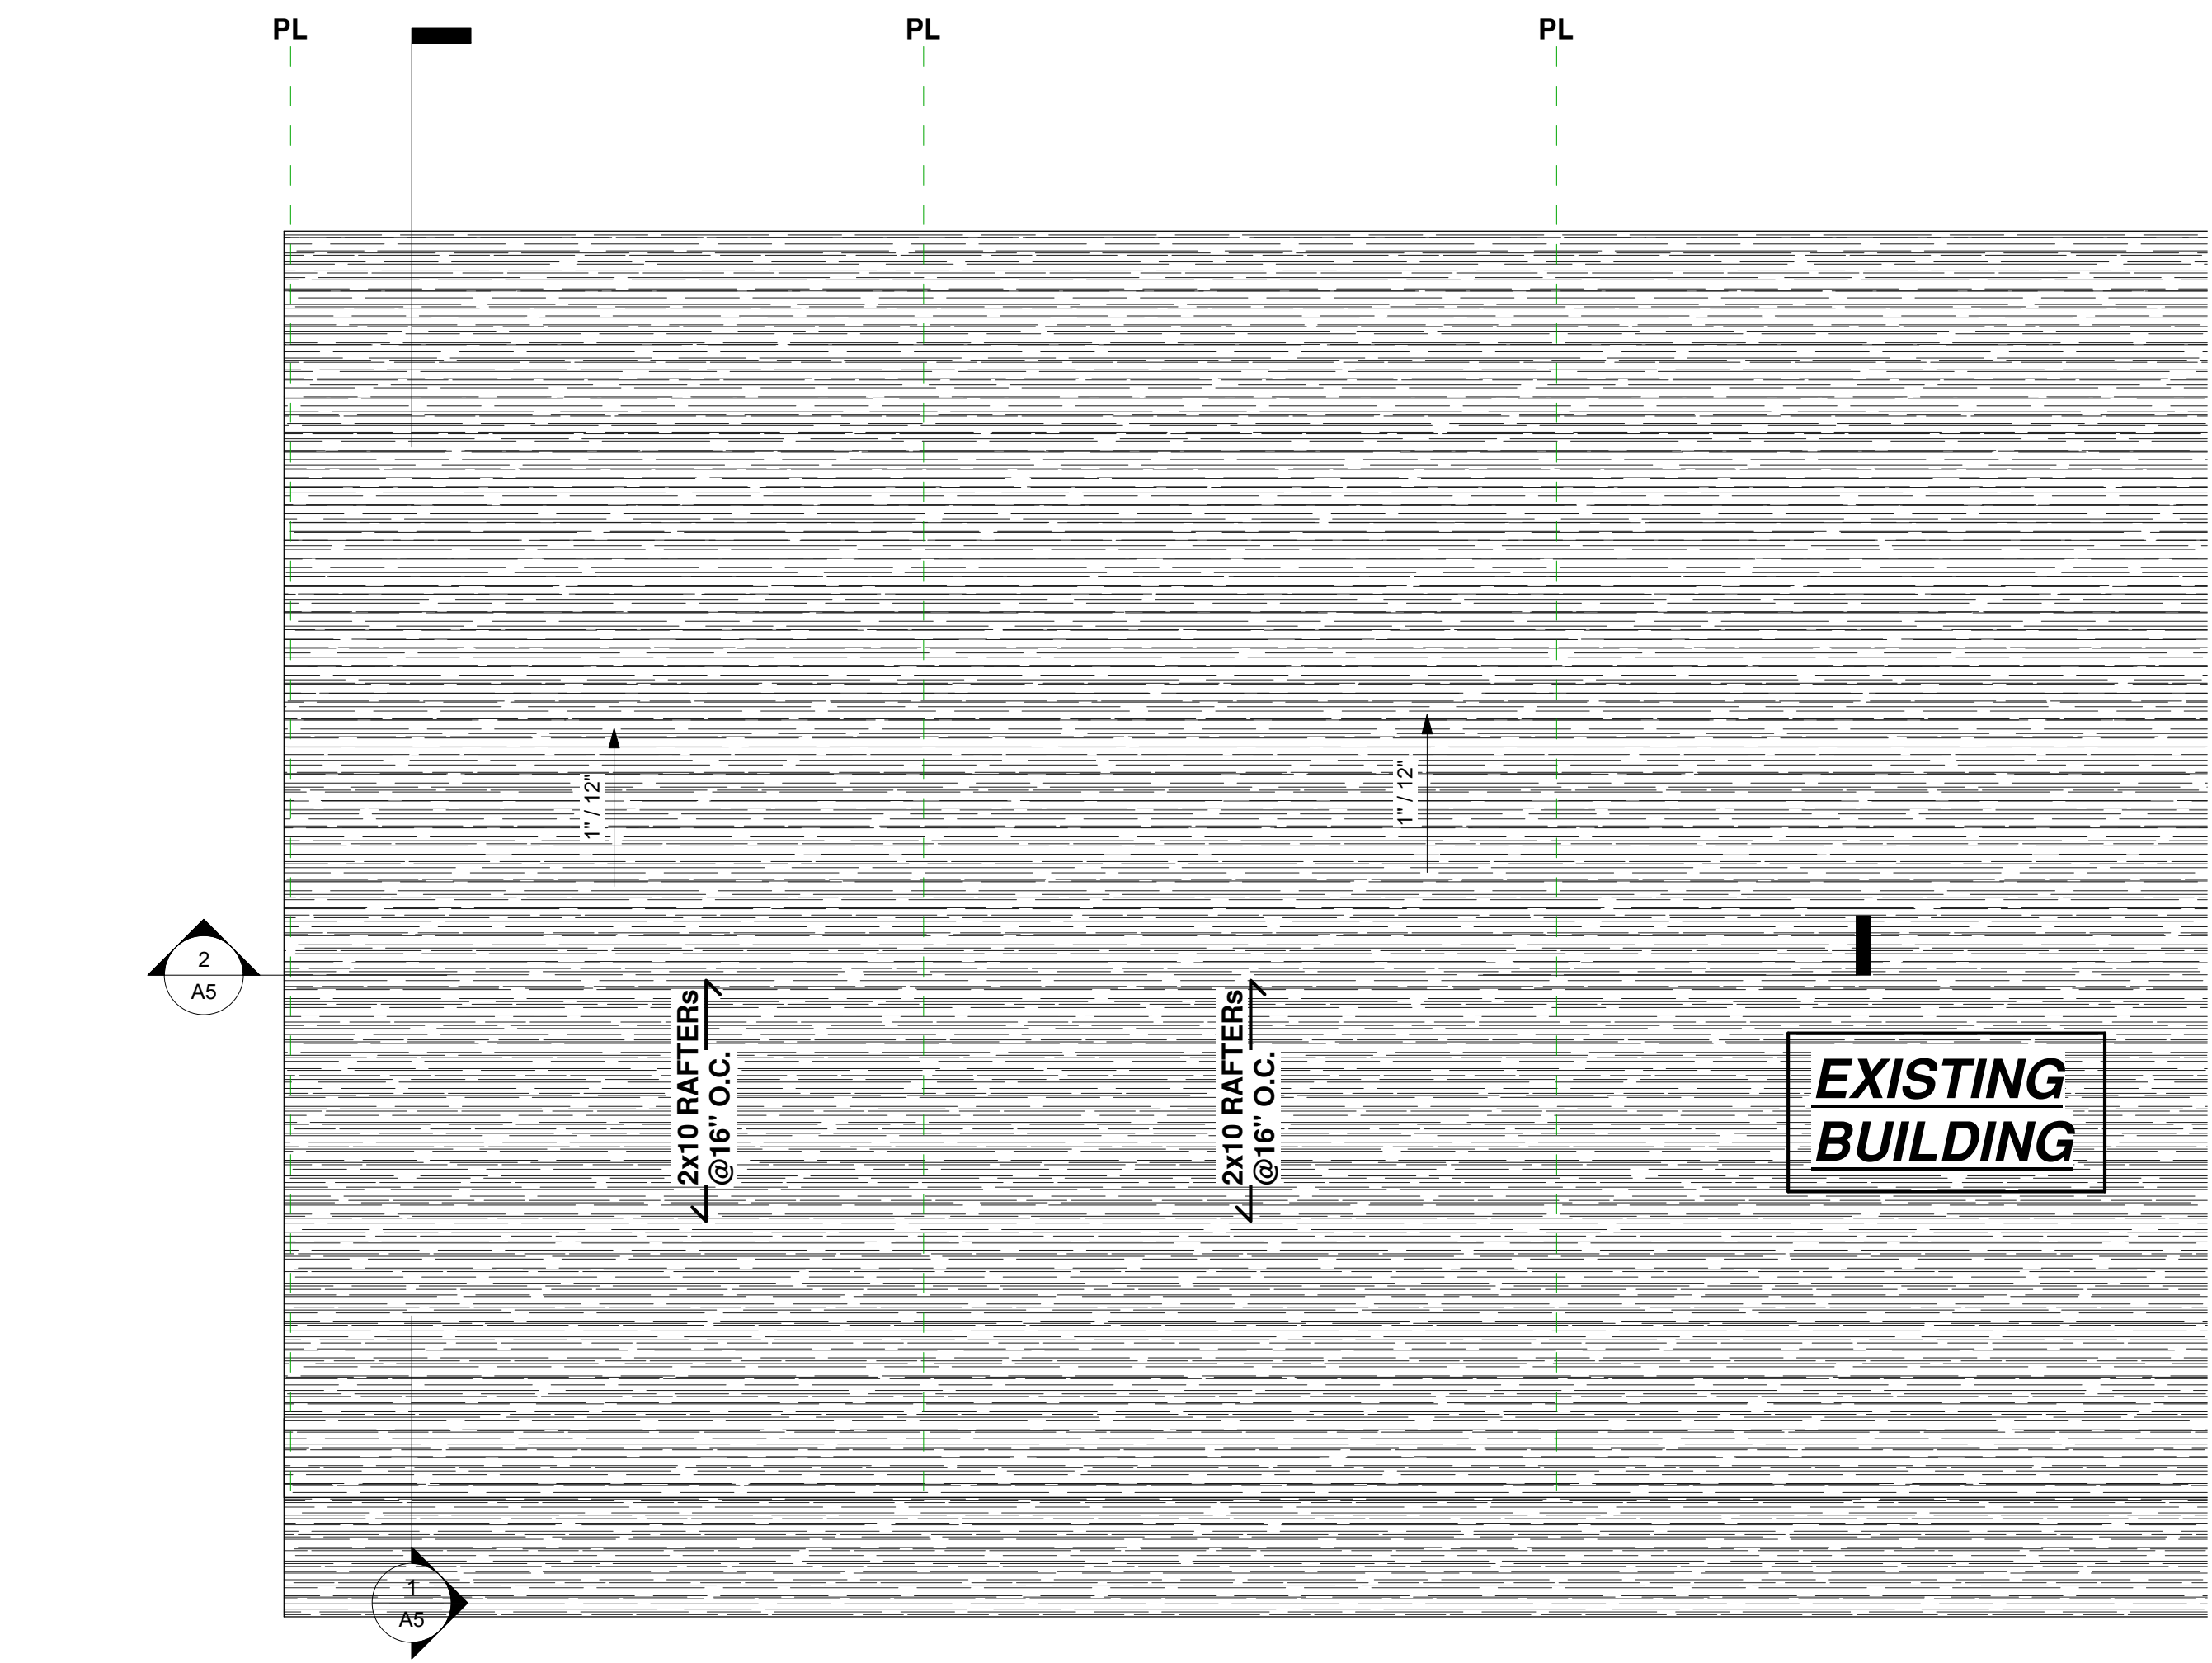 PL
PL
PL
1" / 12"
1" / 12"
2
A5
2x10 RAFTERs
@16" O.C.
2x10 RAFTERs
@16" O.C.
EXISTING
BUILDING
1
A5